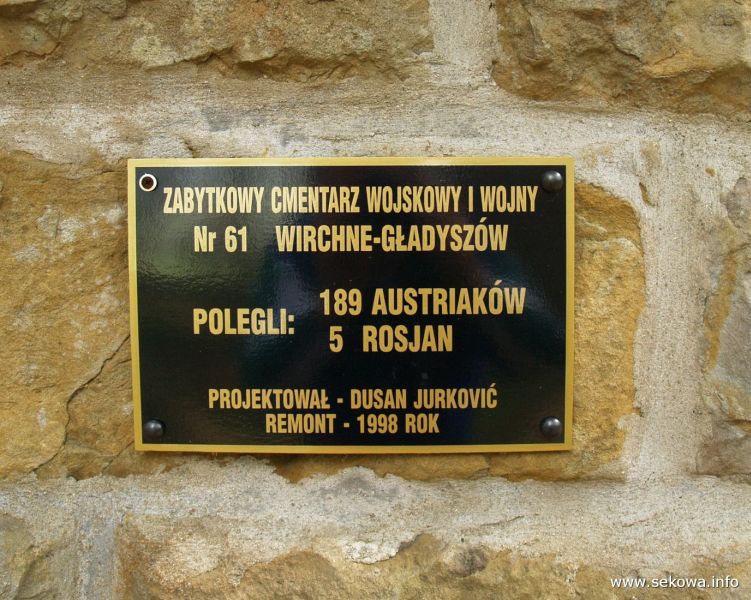 ZABYTKOWY CMENTARZ WOJSKOWY I WOJNY
Nr 61 WIRCHNE-GŁADYSZÓW
POLEGLI: 189 AUSTRIAKÓW
5 ROSJAN
PROJEKTOWAŁ - DUSAN JURKOVIĆ
REMONT - 1998 ROK
www.sekowa.info